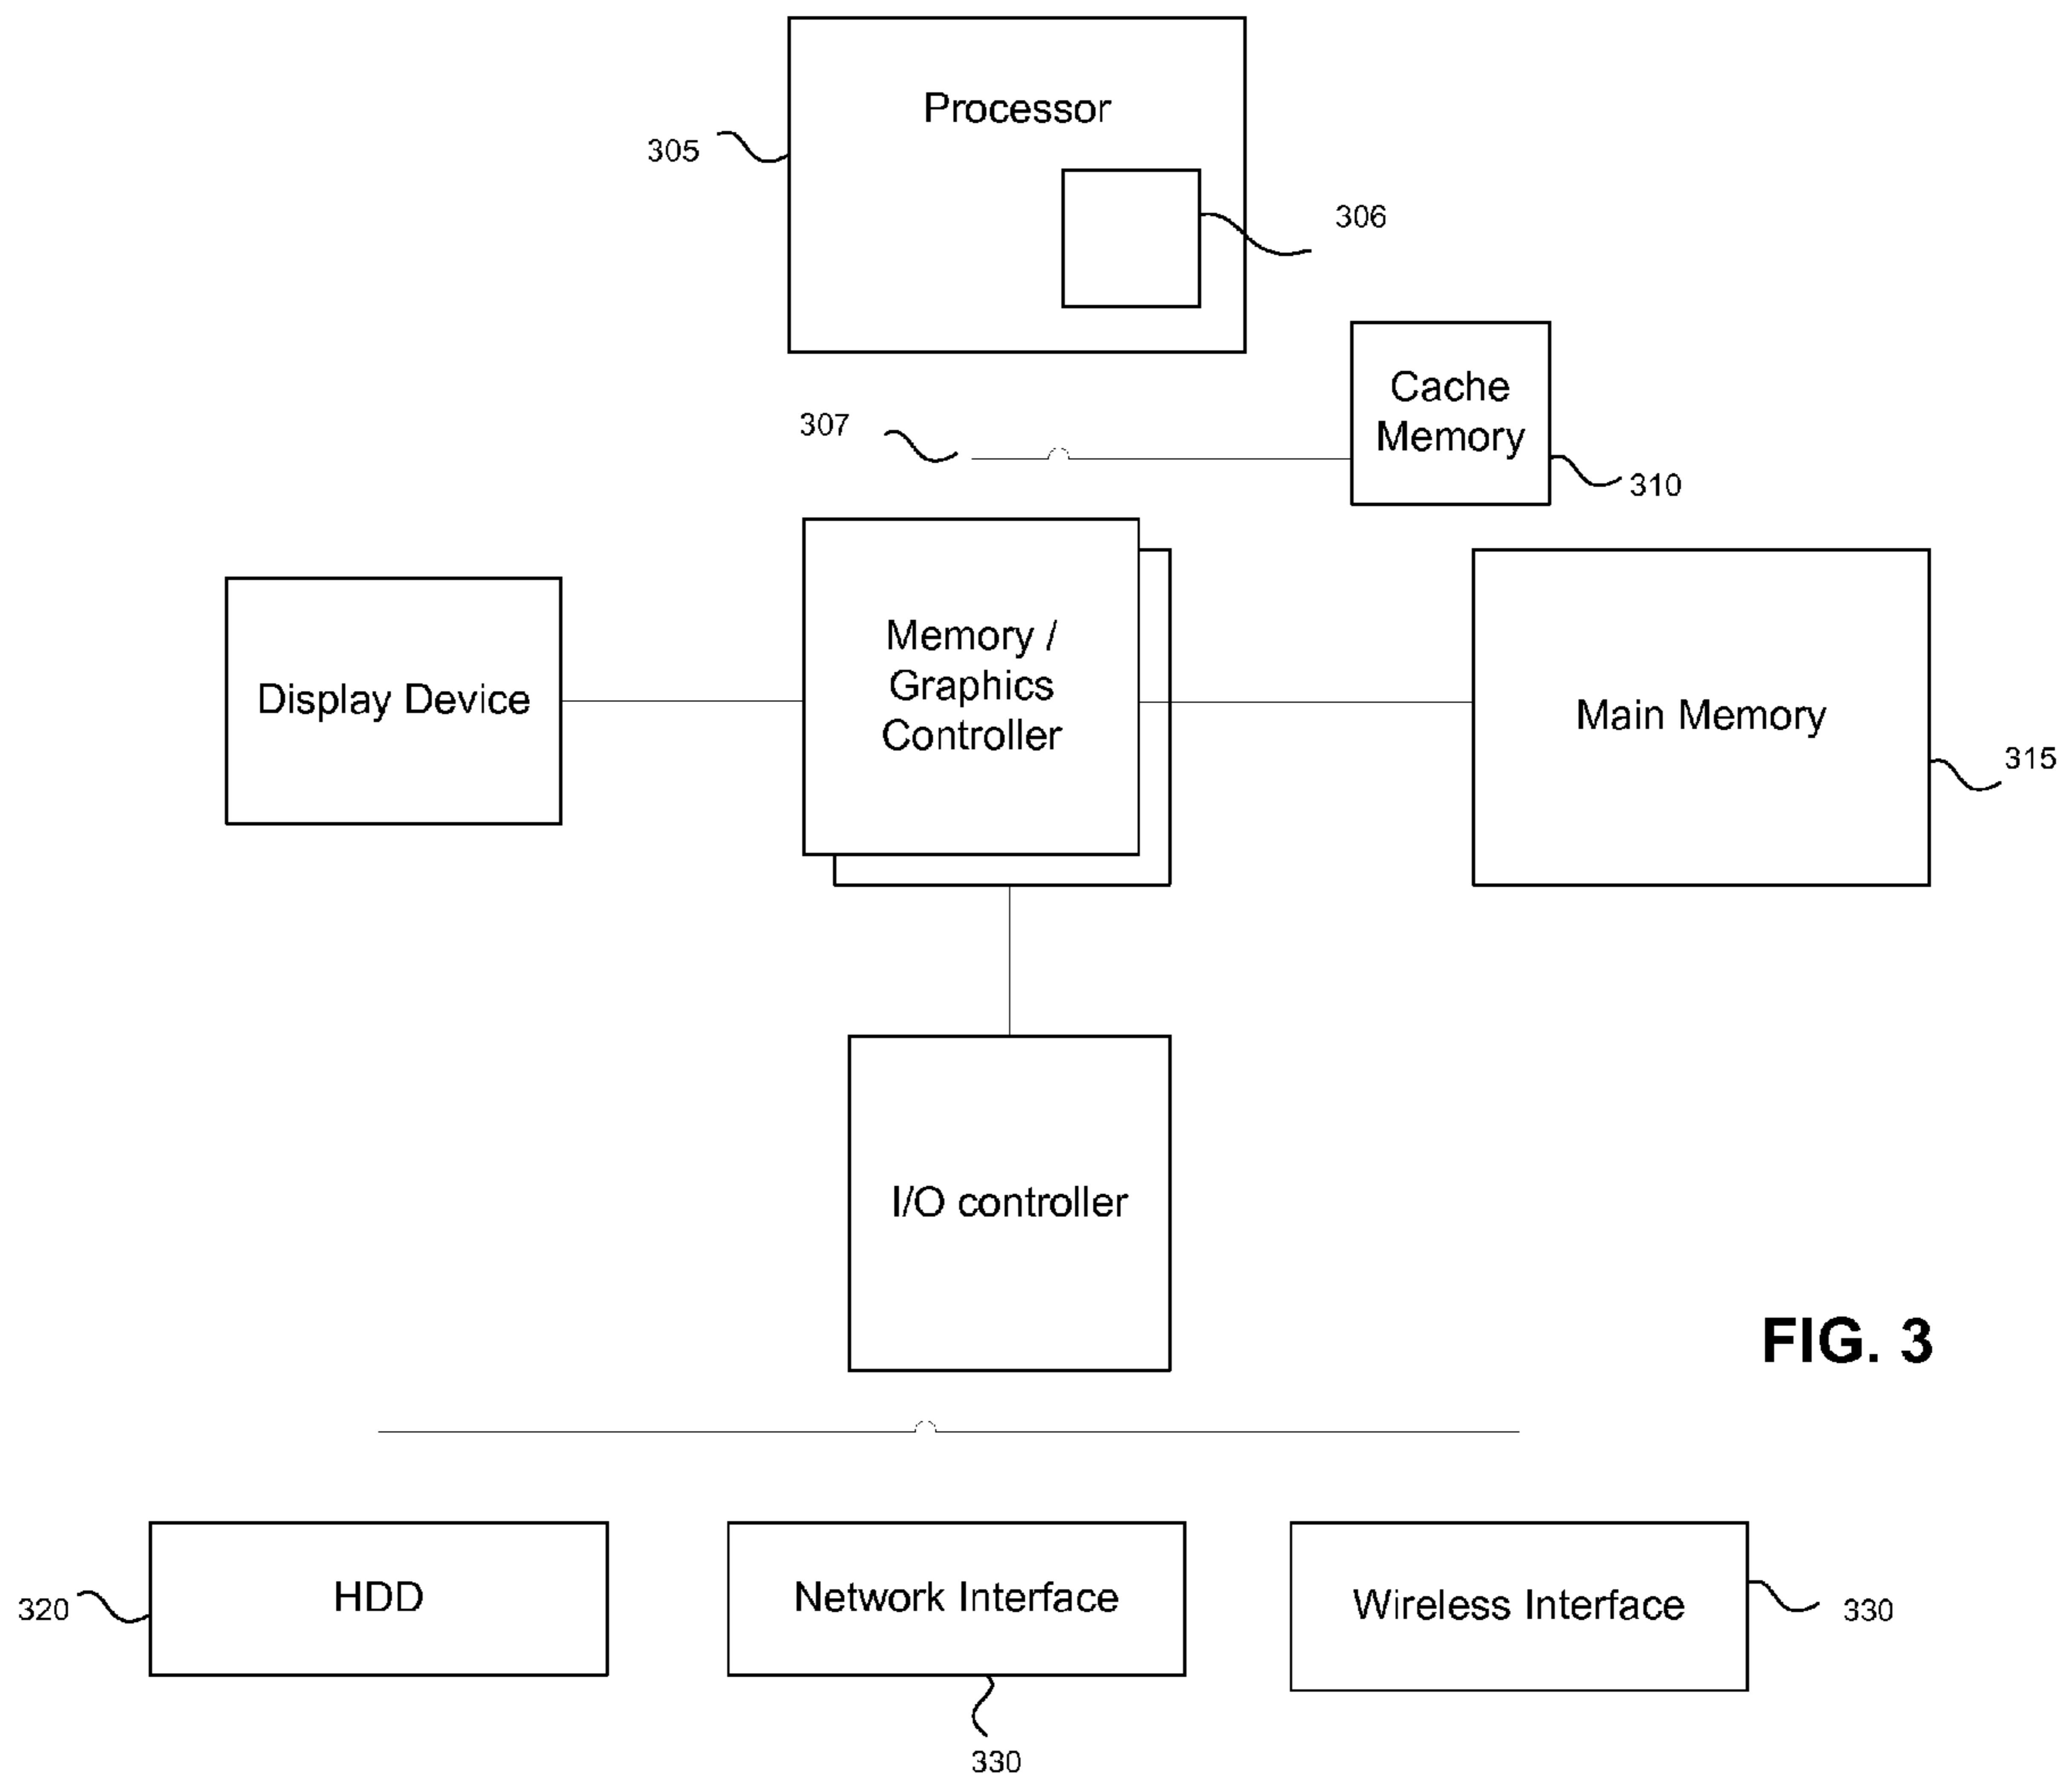 Processor
305
306
Cache
Memory
307
310
Memory /
Graphics
Controller
Display Device
Main Memory
315
I/O controller
FIG. 3
HDD
Network Interface
Wireless Interface
320
330
330